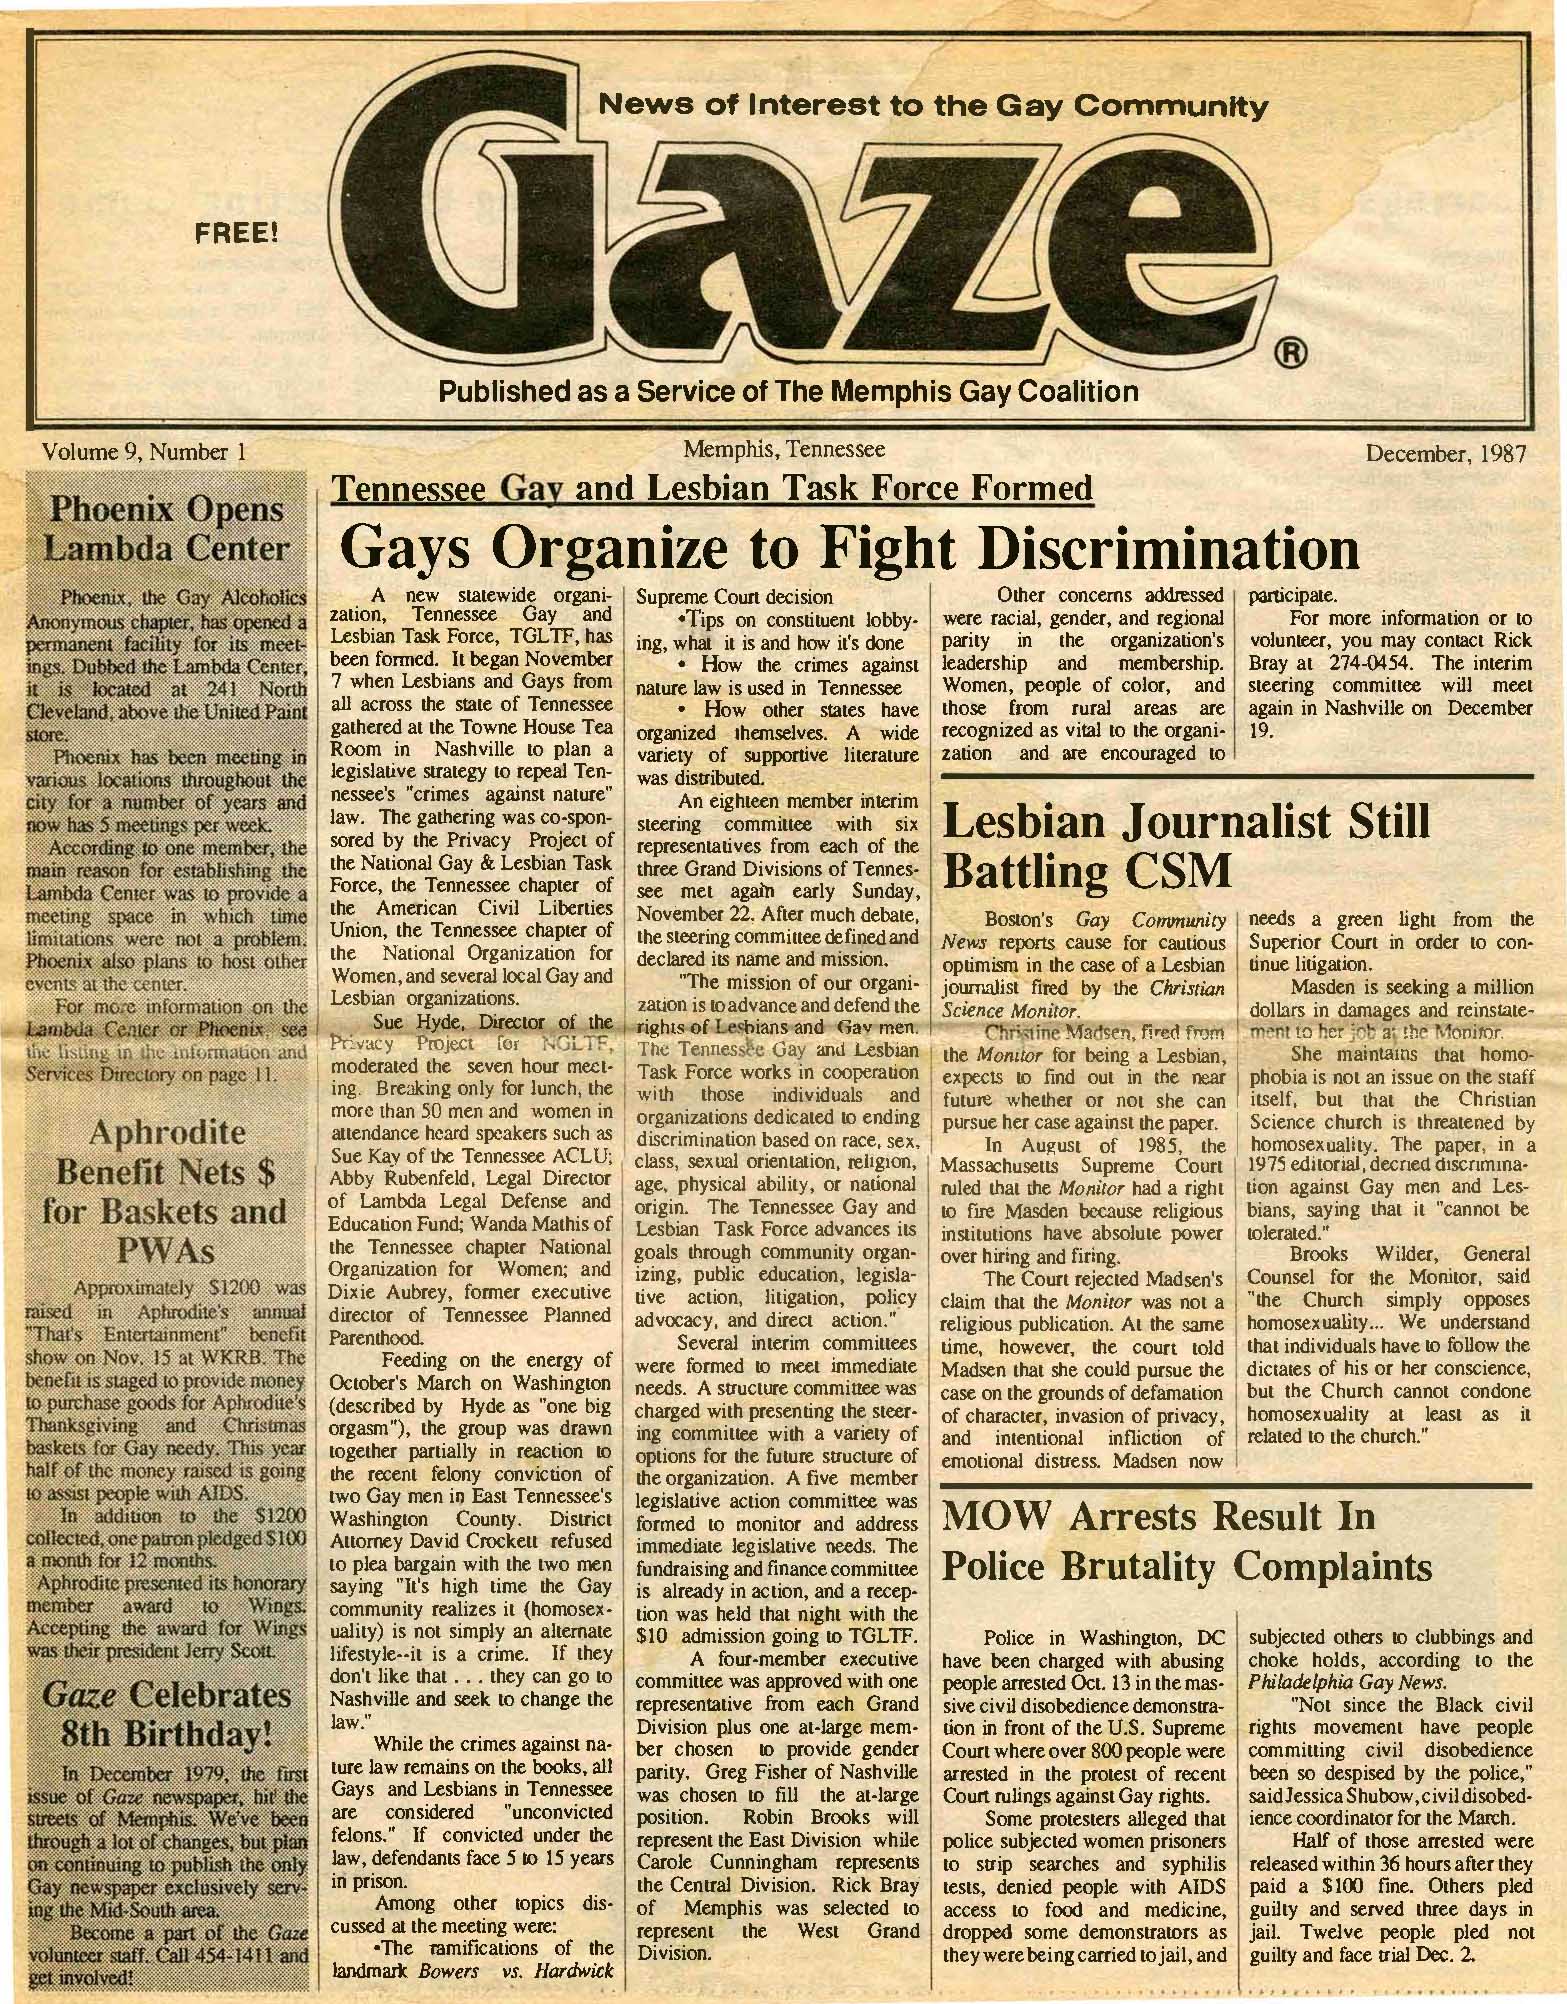 News of Interest to the Gay Community
FREE!
Gaze®
Published as a Service of The Memphis Gay Coalition
Volume 9, Number 1
Memphis, Tennessee
December, 1987
Phoenix Opens
Lambda Center
Phoenix, the Gay Alcoholics
Anonymous chapter, has opened a
permanent facility for its meet-
ings. Dubbed the Lambda Center,
it is located at 241 North
Cleveland, above the United Paint
store.
Phoenix has been meeting in
various locations throughout the
city for a number of years and
now has 5 meetings per week.
According to one member, the
main reason for establishing the
Lambda Center was to provide a
meeting space in which time
limitations were not a problem.
Phoenix also plans to host other
events at the center.
For more information on the
Lambda Center or Phoenix, see
the listing in the information and
Services Directory on page 11.
Aphrodite
Benefit Nets $
for Baskets and
PWAs
Approximately $1200 was
raised in Aphrodite's annual
"That's Entertainment" benefit
show on Nov. 15 at WKRB. The
benefit is staged to provide money
to purchase goods for Aphrodite's
Thanksgiving and Christmas
baskets for Gay needy. This year
half of the money raised is going
to assist people with AIDS.
In addition to the $1200
collected, one patron pledged $100
a month for 12 months.
Aphrodite presented its honorary
member award to Wings.
Accepting the award for Wings
was their president Jerry Scott.
Gaze Celebrates
8th Birthday!
In December 1979, the first
issue of Gaze newspaper, hit the
streets of Memphis. We've been
through a lot of changes, but plan
on continuing to publish the only
Gay newspaper exclusively serv-
ing the Mid-South area.
Become a part of the Gaze
volunteer staff. Call 454-1411 and
get involved!
Tennessee Gay and Lesbian Task Force Formed
Gays Organize to Fight Discrimination
A new statewide organi-
zation, Tennessee Gay and
Lesbian Task Force, TGLTF, has
been formed. It began November
7 when Lesbians and Gays from
all across the state of Tennessee
gathered at the Towne House Tea
Room in Nashville to plan a
legislative strategy to repeal Ten-
nessee's "crimes against nature"
law. The gathering was co-spon-
sored by the Privacy Project of
the National Gay & Lesbian Task
Force, the Tennessee chapter of
the American Civil Liberties
Union, the Tennessee chapter of
the National Organization for
Women, and several local Gay and
Lesbian organizations.
Sue Hyde, Director of the
Privacy Project for NGLTF,
moderated the seven hour meet-
ing. Breaking only for lunch, the
more than 50 men and women in
attendance heard speakers such as
Sue Kay of the Tennessee ACLU;
Abby Rubenfeld, Legal Director
of Lambda Legal Defense and
Education Fund; Wanda Mathis of
the Tennessee chapter National
Organization for Women; and
Dixie Aubrey, former executive
director of Tennessee Planned
Parenthood.
Feeding on the energy of
October's March on Washington
(described by Hyde as "one big
orgasm"), the group was drawn
together partially in reaction to
the recent felony conviction of
two Gay men in East Tennessee's
Washington County. District
Attorney David Crockett refused
to plea bargain with the two men
saying "It's high time the Gay
community realizes it (homosex-
uality) is not simply an alternate
lifestyle--it is a crime. If they
don't like that . . . they can go to
Nashville and seek to change the
law."
While the crimes against na-
ture law remains on the books, all
Gays and Lesbians in Tennessee
are considered "unconvicted
felons." If convicted under the
law, defendants face 5 to 15 years
in prison.
Among other topics dis-
cussed at the meeting were:
•The ramifications of the
landmark Bowers vs. Hardwick
Supreme Court decision
•Tips on constituent lobby-
ing, what it is and how it's done
• How the crimes against
nature law is used in Tennessee
• How other states have
organized themselves. A wide
variety of supportive literature
was distributed.
An eighteen member interim
steering committee with six
representatives from each of the
three Grand Divisions of Tennes-
see met again early Sunday,
November 22. After much debate,
the steering committee defined and
declared its name and mission.
"The mission of our organi-
zation is to advance and defend the
rights of Lesbians and Gay men.
The Tennessee Gay and Lesbian
Task Force works in cooperation
with those individuals and
organizations dedicated to ending
discrimination based on race, sex,
class, sexual orientation, religion,
age, physical ability, or national
origin. The Tennessee Gay and
Lesbian Task Force advances its
goals through community organ-
izing, public education, legisla-
tive action, litigation, policy
advocacy, and direct action."
Several interim committees
were formed to meet immediate
needs. A structure committee was
charged with presenting the steer-
ing committee with a variety of
options for the future structure of
the organization. A five member
legislative action committee was
formed to monitor and address
immediate legislative needs. The
fundraising and finance committee
is already in action, and a recep-
tion was held that night with the
$10 admission going to TGLTF.
A four-member executive
committee was approved with one
representative from each Grand
Division plus one at-large mem-
ber chosen to provide gender
parity. Greg Fisher of Nashville
was chosen to fill the at-large
position. Robin Brooks will
represent the East Division while
Carole Cunningham represents
the Central Division. Rick Bray
of Memphis was selected to
represent the West Grand
Division.
Other concerns addressed
were racial, gender, and regional
parity in the organization's
leadership and membership.
Women, people of color, and
those from rural areas are
recognized as vital to the organi-
zation and are encouraged to
participate.
For more information or to
volunteer, you may contact Rick
Bray at 274-0454. The interim
steering committee will meet
again in Nashville on December
19.
Lesbian Journalist Still
Battling CSM
Boston's Gay Community
News reports cause for cautious
optimism in the case of a Lesbian
journalist fired by the Christian
Science Monitor.
Christine Madsen, fired from
the Monitor for being a Lesbian,
expects to find out in the near
future whether or not she can
pursue her case against the paper.
In August of 1985, the
Massachusetts Supreme Court
ruled that the Monitor had a right
to fire Masden because religious
institutions have absolute power
over hiring and firing.
The Court rejected Madsen's
claim that the Monitor was not a
religious publication. At the same
time, however, the court told
Madsen that she could pursue the
case on the grounds of defamation
of character, invasion of privacy,
and intentional infliction of
emotional distress. Madsen now
needs a green light from the
Superior Court in order to con-
tinue litigation.
Masden is seeking a million
dollars in damages and reinstate-
ment to her job at the Monitor.
She maintains that homo-
phobia is not an issue on the staff
itself, but that the Christian
Science church is threatened by
homosexuality. The paper, in a
1975 editorial, decried discrimina-
tion against Gay men and Les-
bians, saying that it "cannot be
tolerated."
Brooks Wilder, General
Counsel for the Monitor, said
"the Church simply opposes
homosexuality... We understand
that individuals have to follow the
dictates of his or her conscience,
but the Church cannot condone
homosexuality at least as it
related to the church."
MOW Arrests Result In
Police Brutality Complaints
Police in Washington, DC
have been charged with abusing
people arrested Oct. 13 in the mas-
sive civil disobedience demonstra-
tion in front of the U.S. Supreme
Court where over 800 people were
arrested in the protest of recent
Court rulings against Gay rights.
Some protesters alleged that
police subjected women prisoners
to strip searches and syphilis
tests, denied people with AIDS
access to food and medicine,
dropped some demonstrators as
they were being carried to jail, and
subjected others to clubbings and
choke holds, according to the
Philadelphia Gay News.
"Not since the Black civil
rights movement have people
committing civil disobedience
been so despised by the police,"
said Jessica Shubow, civil disobed-
ience coordinator for the March.
Half of those arrested were
released within 36 hours after they
paid a $100 fine. Others pled
guilty and served three days in
jail. Twelve people pled not
guilty and face trial Dec. 2.